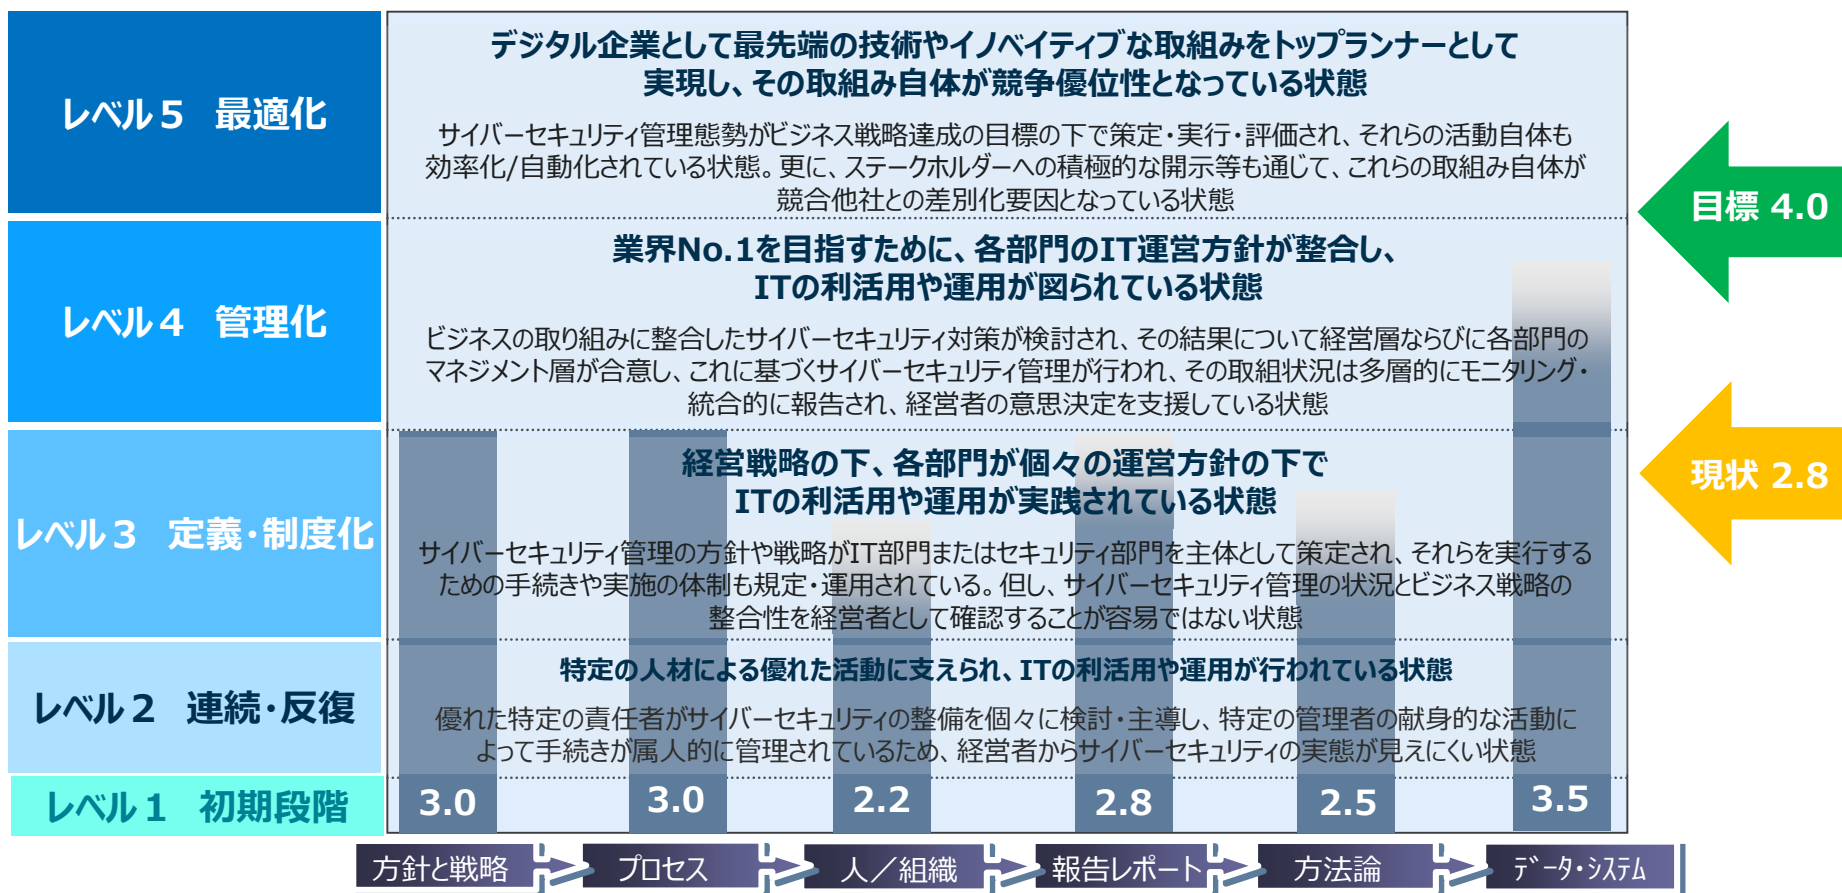 レベル５ 最適化
デジタル企業として最先端の技術やイノベイティブな取組みをトップランナーとして
実現し、その取組み自体が競争優位性となっている状態
サイバーセキュリティ管理態勢がビジネス戦略達成の目標の下で策定・実行・評価され、それらの活動自体も
効率化/自動化されている状態。更に、ステークホルダーへの積極的な開示等も通じて、これらの取組み自体が
競合他社との差別化要因となっている状態
目標 4.0
レベル４ 管理化
業界No.1を目指すために、各部門のIT運営方針が整合し、
ITの利活用や運用が図られている状態
ビジネスの取り組みに整合したサイバーセキュリティ対策が検討され、その結果について経営層ならびに各部門の
マネジメント層が合意し、これに基づくサイバーセキュリティ管理が行われ、その取組状況は多層的にモニタリング・
統合的に報告され、経営者の意思決定を支援している状態
現状 2.8
レベル３ 定義・制度化
経営戦略の下、各部門が個々の運営方針の下で
ITの利活用や運用が実践されている状態
サイバーセキュリティ管理の方針や戦略がIT部門またはセキュリティ部門を主体として策定され、それらを実行する
ための手続きや実施の体制も規定・運用されている。但し、サイバーセキュリティ管理の状況とビジネス戦略の
整合性を経営者として確認することが容易ではない状態
レベル２ 連続・反復
特定の人材による優れた活動に支えられ、ITの利活用や運用が行われている状態
優れた特定の責任者がサイバーセキュリティの整備を個々に検討・主導し、特定の管理者の献身的な活動に
よって手続きが属人的に管理されているため、経営者からサイバーセキュリティの実態が見えにくい状態
レベル１ 初期段階
3.0 3.0 2.2 2.8 2.5 3.5
方針と戦略 プロセス 人／組織 報告レポート 方法論 ﾃﾞｰﾀ・ｼｽﾃﾑ